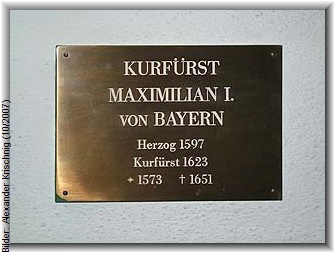 KURFÜRST
MAXIMILIAN I.
VON BAYERN
Herzog 1597
Kurfürst 1623
* 1573 † 1651
Bilder: Alexander Krischnig (10/2007)